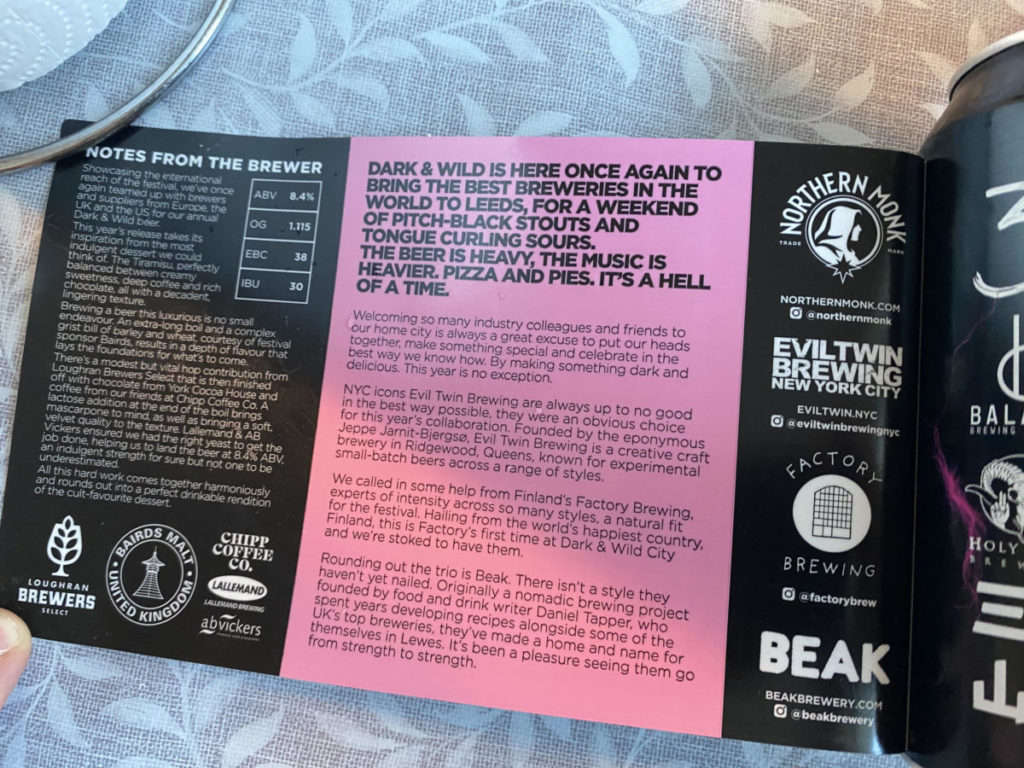 NOTES FROM THE BREWER
Showcasing the international
reach of the festival, we've once
again teamed up with brewers
and suppliers from Europe, the
UK and the US for our annual
Dark & Wild beer.
This year's release takes its
inspiration from the most
indulgent dessert we could
think of. The Tiramisu, perfectly
balanced between creamy
sweetness, deep coffee and rich
chocolate, all with a decadent,
lingering texture.
Brewing a beer this luxurious is no small
endeavour. An extra-long boil and a complex
grist bill of barley and wheat, courtesy of festival
sponsor Bairds, results in a depth of flavour that
lays the foundations for what's to come.
There's a modest but vital hop contribution from
Loughran Brewers Select that is then finished
off with chocolate from York Cocoa House and
coffee from our friends at Chipp Coffee Co. A
lactose addition at the end of the boil brings
mascarpone to mind as well as bringing a soft,
velvet quality to the texture. Lallemand & AB
Vickers ensured we had the right yeast to get the
job done, helping us to land the beer at 8.4% ABV,
an indulgent strength for sure but not one to be
underestimated.
All this hard work comes together harmoniously
and rounds out into a perfect drinkable rendition
of the cult-favourite dessert.
ABV 8.4%
OG 1.115
EBC 38
IBU 30
LOUGHRAN
BREWERS
SELECT
BAIRDS MALT
UNITED KINGDOM
CHIPP
COFFEE
CO.
LALLEMAND
LALLEMAND BREWING
abvickers
DARK & WILD IS HERE ONCE AGAIN TO
BRING THE BEST BREWERIES IN THE
WORLD TO LEEDS, FOR A WEEKEND
OF PITCH-BLACK STOUTS AND
TONGUE CURLING SOURS.
THE BEER IS HEAVY, THE MUSIC IS
HEAVIER. PIZZA AND PIES. IT'S A HELL
OF A TIME.
Welcoming so many industry colleagues and friends to
our home city is always a great excuse to put our heads
together, make something special and celebrate in the
best way we know how. By making something dark and
delicious. This year is no exception.
NYC icons Evil Twin Brewing are always up to no good
in the best way possible, they were an obvious choice
for this year's collaboration. Founded by the eponymous
Jeppe Jarnit-Bjergsø, Evil Twin Brewing is a creative craft
brewery in Ridgewood, Queens, known for experimental
small-batch beers across a range of styles.
We called in some help from Finland's Factory Brewing,
experts of intensity across so many styles, a natural fit
for the festival. Hailing from the world's happiest country,
Finland, this is Factory's first time at Dark & Wild City
and we're stoked to have them.
Rounding out the trio is Beak. There isn't a style they
haven't yet nailed. Originally a nomadic brewing project
founded by food and drink writer Daniel Tapper, who
spent years developing recipes alongside some of the
UK's top breweries, they've made a home and name for
themselves in Lewes. It's been a pleasure seeing them go
from strength to strength.
NORTHERN MONK
TRADE MARK
NORTHERNMONK.COM
@northernmonk
EVILTWIN
BREWING
NEW YORK CITY
EVILTWIN.NYC
@eviltwinbrewingnyc
FACTORY
BREWING
@factorybrew
BEAK
BEAKBREWERY.COM
@beakbrewery
BALA
BREWING
HOLY
BREW